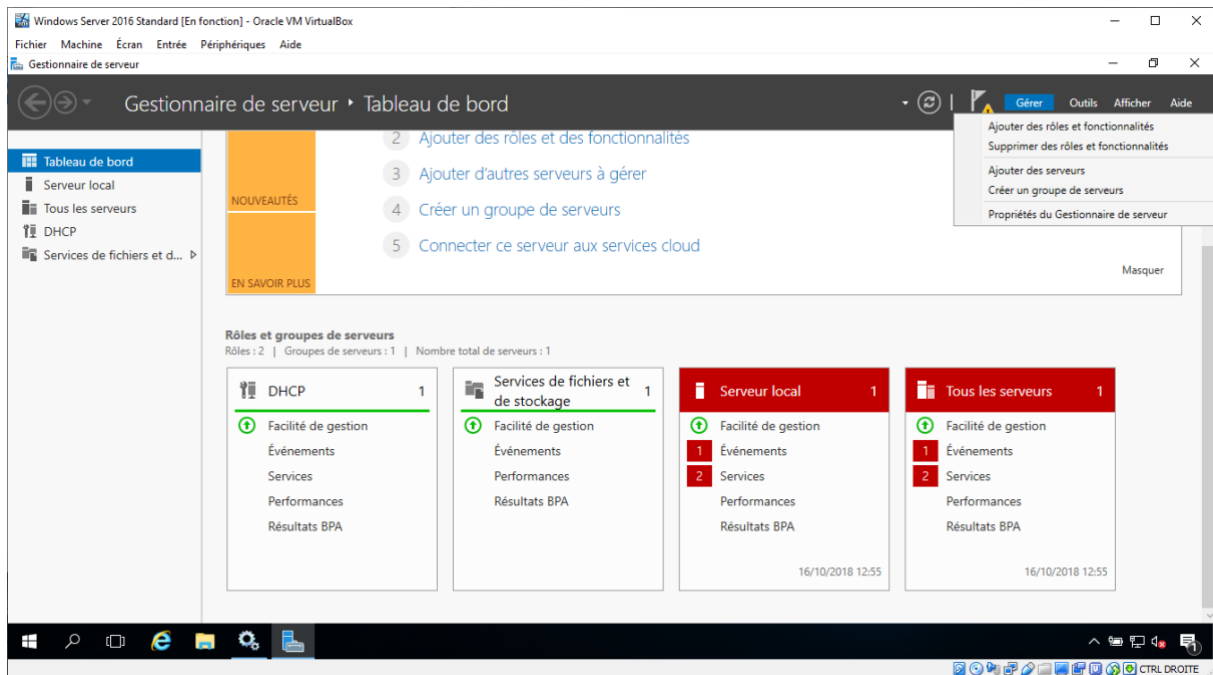 Windows Server 2016 Standard [En fonction] - Oracle VM VirtualBox
Fichier Machine Écran Entrée Périphériques Aide
Gestionnaire de serveur
Gestionnaire de serveur ‣ Tableau de bord
Gérer Outils Afficher Aide
Ajouter des rôles et fonctionnalités
Supprimer des rôles et fonctionnalités
Ajouter des serveurs
Créer un groupe de serveurs
Propriétés du Gestionnaire de serveur
Tableau de bord
Serveur local
Tous les serveurs
DHCP
Services de fichiers et d...
NOUVEAUTÉS
EN SAVOIR PLUS
2 Ajouter des rôles et des fonctionnalités
3 Ajouter d'autres serveurs à gérer
4 Créer un groupe de serveurs
5 Connecter ce serveur aux services cloud
Masquer
Rôles et groupes de serveurs
Rôles : 2 | Groupes de serveurs : 1 | Nombre total de serveurs : 1
DHCP 1
Facilité de gestion
Événements
Services
Performances
Résultats BPA
Services de fichiers et de stockage 1
Facilité de gestion
Événements
Performances
Résultats BPA
Serveur local 1
Facilité de gestion
1 Événements
2 Services
Performances
Résultats BPA
16/10/2018 12:55
Tous les serveurs 1
Facilité de gestion
1 Événements
2 Services
Performances
Résultats BPA
16/10/2018 12:55
1
CTRL DROITE